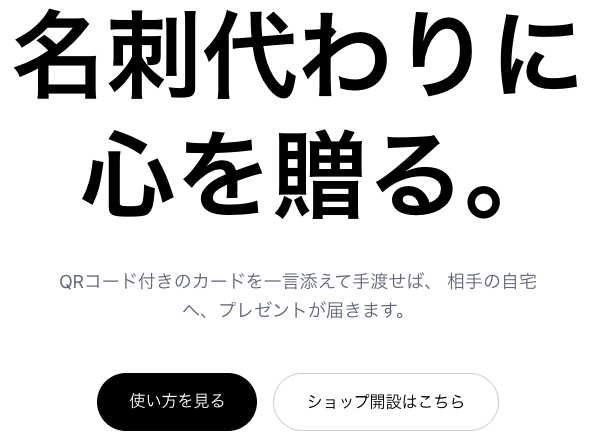 名刺代わりに
心を贈る。
QRコード付きのカードを一言添えて手渡せば、 相手の自宅
へ、プレゼントが届きます。
使い方を見る
ショップ開設はこちら